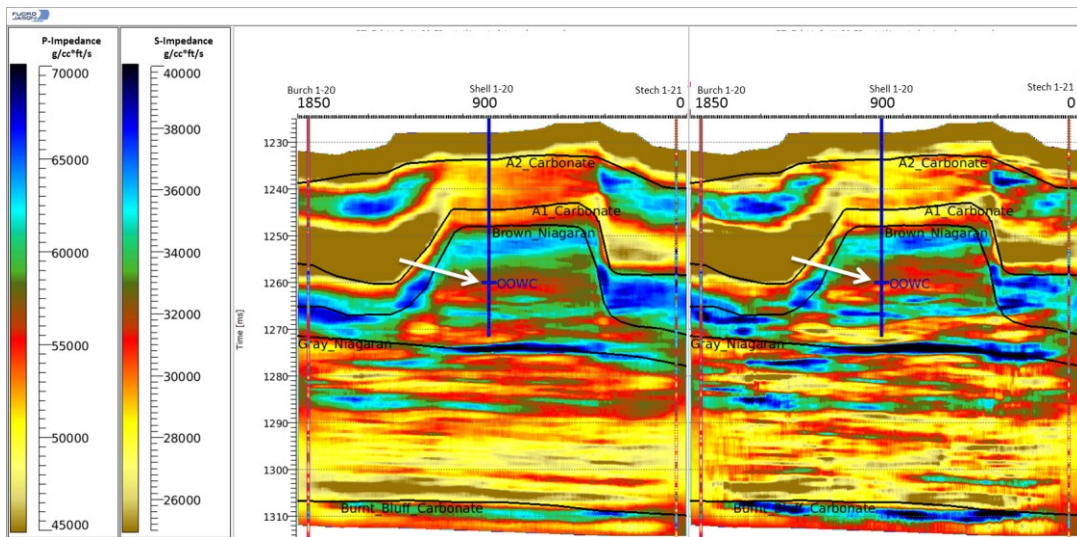 FUGRO
JASON
P-Impedance
g/cc*ft/s
S-Impedance
g/cc*ft/s
70000
65000
60000
55000
50000
45000
40000
38000
36000
34000
32000
30000
28000
26000
Time [ms]
1230
1240
1250
1260
1270
1280
1290
1300
1310
Burch 1-20
Shell 1-20
Stech 1-21
1850
900
0
A2_Carbonate
A1_Carbonate
Brown_Niagaran
OOWC
Gray_Niagaran
Burnt_Bluff_Carbonate
Burch 1-20
Shell 1-20
Stech 1-21
1850
900
0
A2_Carbonate
A1_Carbonate
Brown_Niagaran
OOWC
Gray_Niagaran
Burnt_Bluff_Carbonate